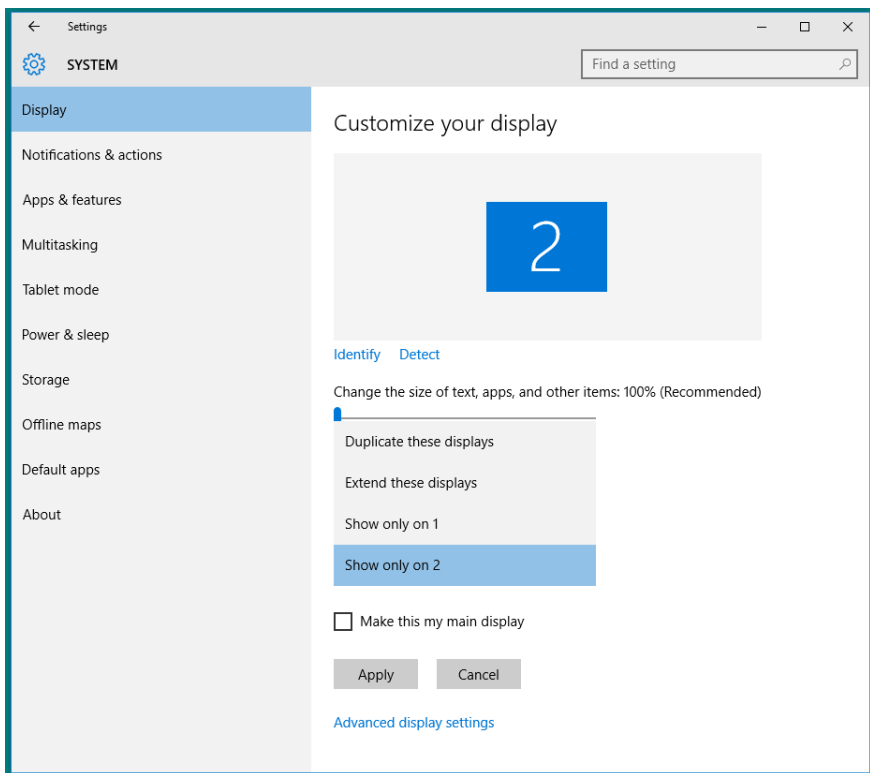 Settings
SYSTEM
Find a setting
Display
Notifications & actions
Apps & features
Multitasking
Tablet mode
Power & sleep
Storage
Offline maps
Default apps
About
Customize your display
2
Identify Detect
Change the size of text, apps, and other items: 100% (Recommended)
Duplicate these displays
Extend these displays
Show only on 1
Show only on 2
Make this my main display
Apply Cancel
Advanced display settings